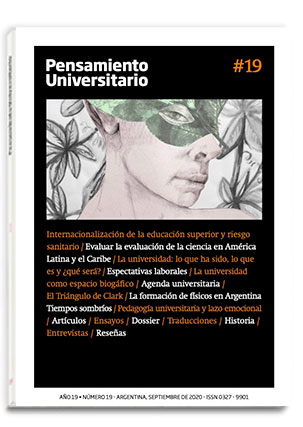 Pensamiento
Universitario
#19
Internacionalización de la educación superior y riesgo
sanitario / Evaluar la evaluación de la ciencia en América
Latina y el Caribe / La universidad: lo que ha sido, lo que
es y ¿qué será? / Espectativas laborales / La universidad
como espacio biogáfico / Agenda universitaria /
El Triángulo de Clark / La formación de físicos en Argentina
Tiempos sombríos / Pedagogía universitaria y lazo emocional
/ Artículos / Ensayos / Dossier / Traducciones / Historia /
Entrevistas / Reseñas
AÑO 19 • NÚMERO 19 · ARGENTINA, SEPTIEMBRE DE 2020 · ISSN 0327 · 9901